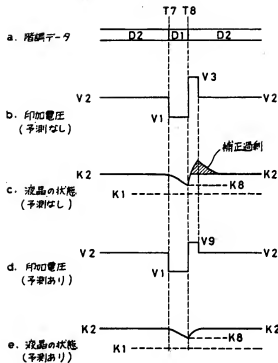 T7 T8
a. 階調データ D2 D1 D2
V3
V2 V2
b. 印加電圧
(予測なし)
V1
補正過剰
K2 K2
c. 液晶の状態
(予測なし)
K1 K8
V9
V2 V2
d. 印加電圧
(予測あり)
V1
K2 K2
K8
e. 液晶の状態
(予測あり)
K1